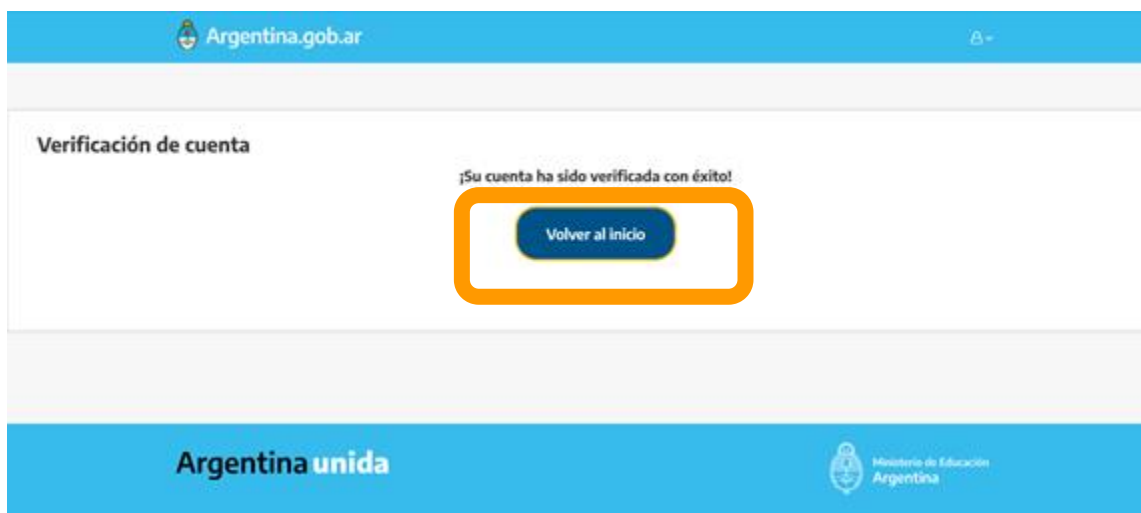 Argentina.gob.ar
Verificación de cuenta
¡Su cuenta ha sido verificada con éxito!
Volver al inicio
Argentina unida
Ministerio de Educación
Argentina